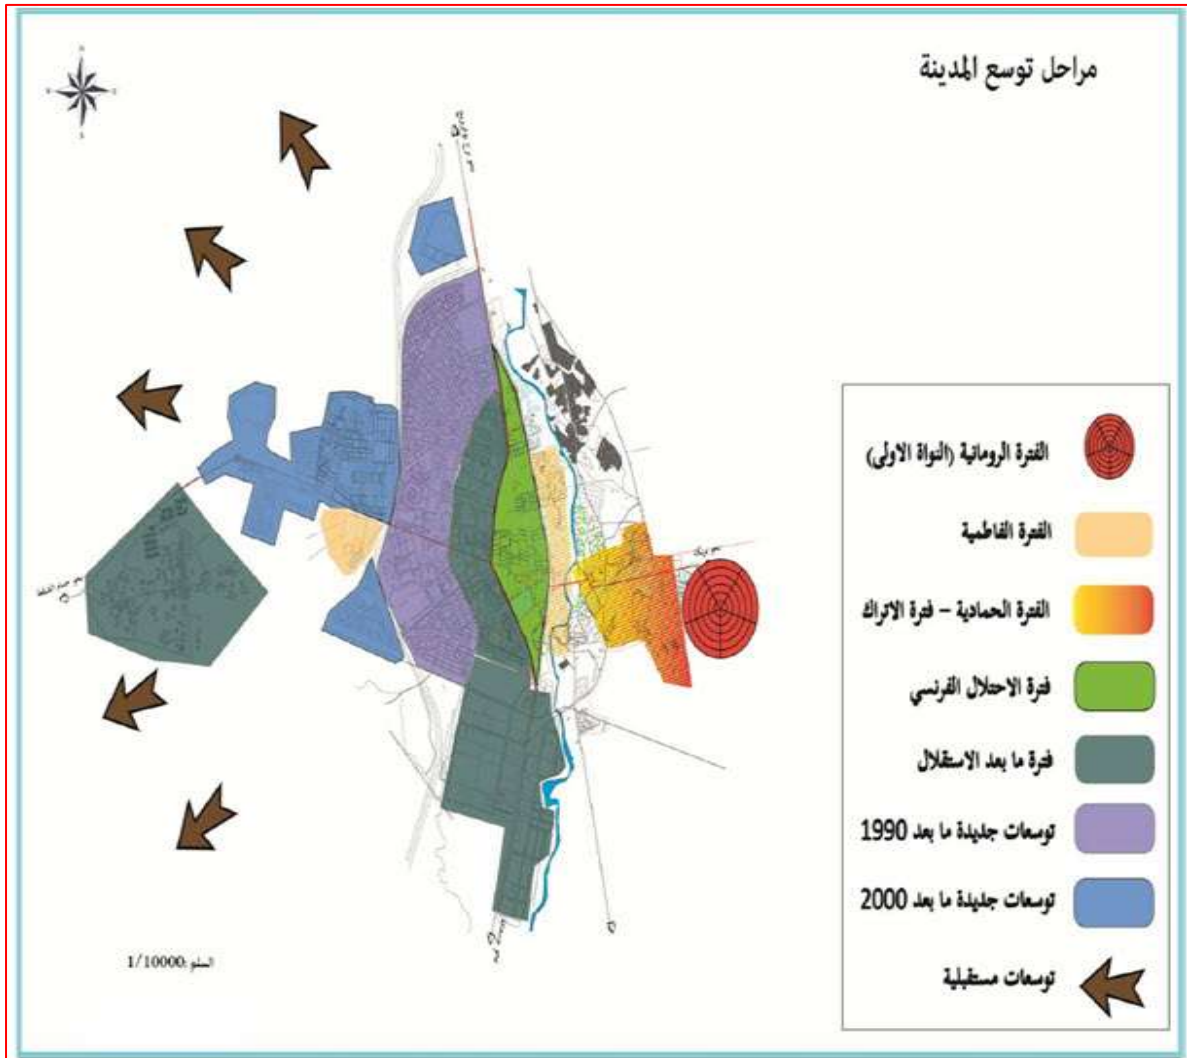 مراحل توسع المدينة
الفترة الرومانية (النواة الاولى)
الفترة الفاطمية
الفترة الحمادية – فترة الاتراك
فترة الاحتلال الفرنسي
فترة ما بعد الاستقلال
توسعات جديدة ما بعد 1990
توسعات جديدة ما بعد 2000
توسعات مستقبلية
السلم :1/10000